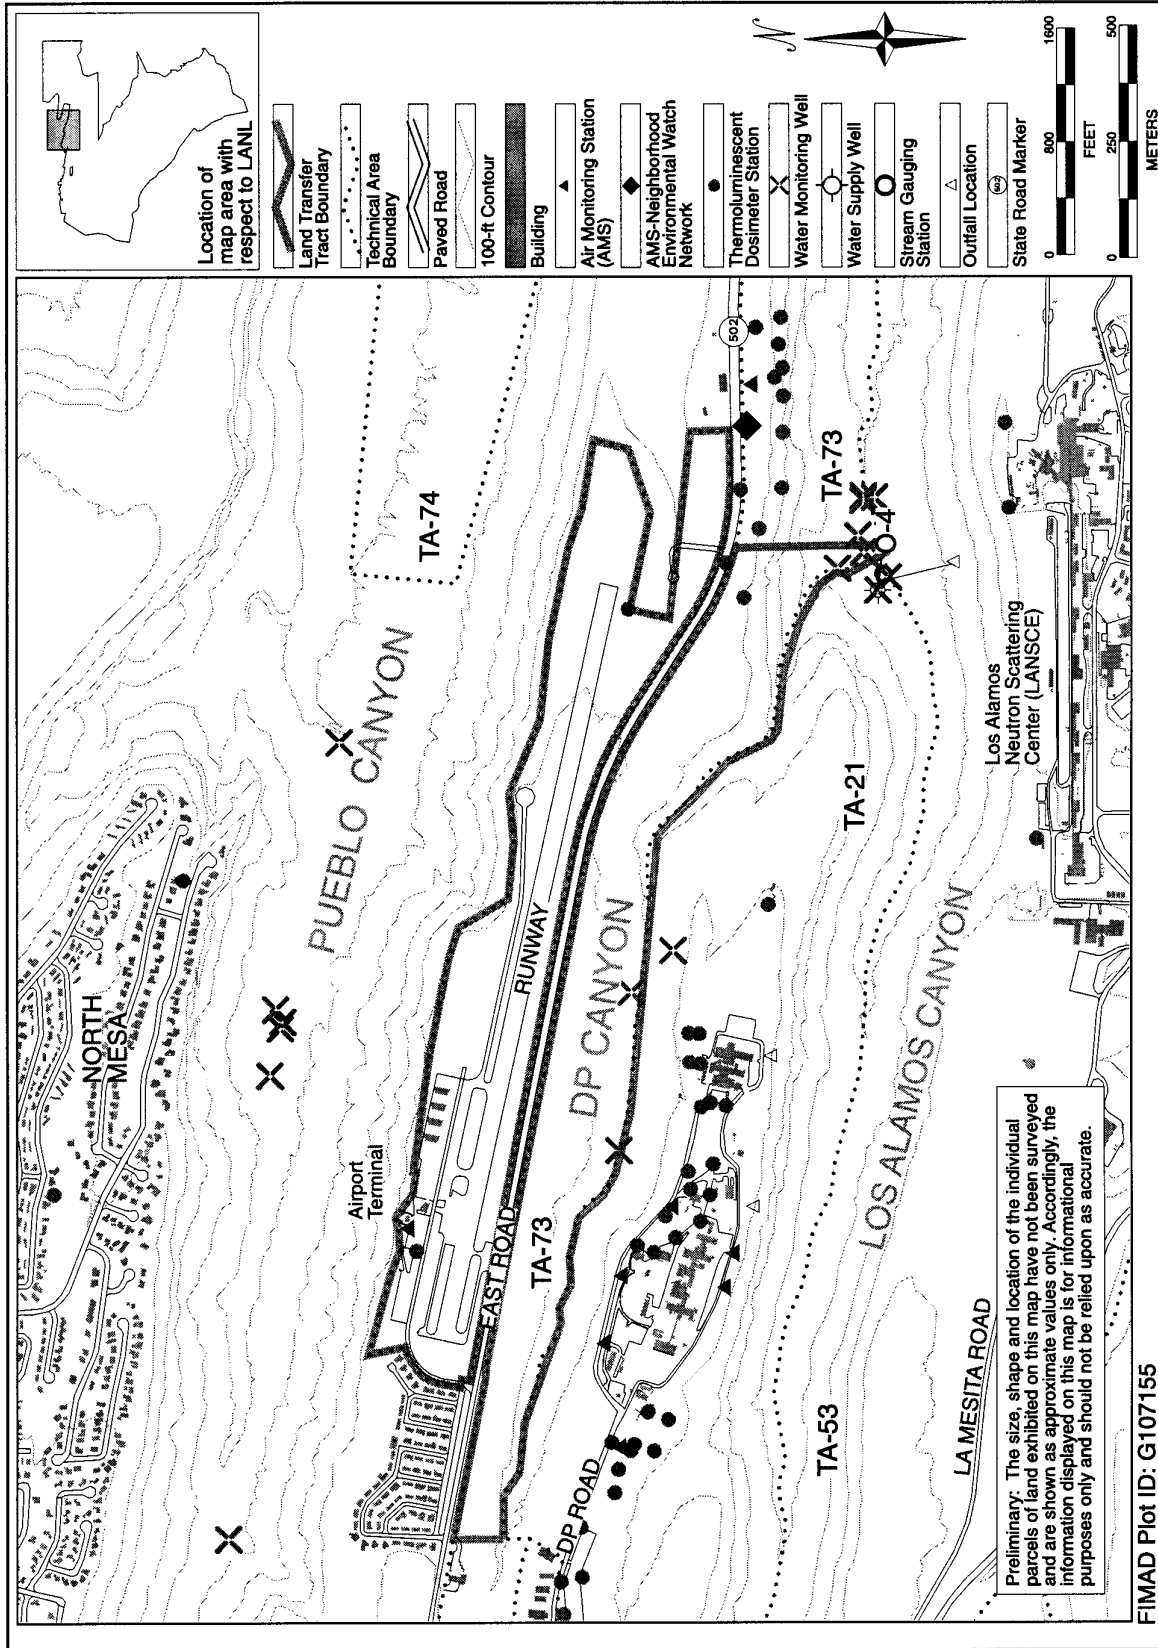 Location of
map area with
respect to LANL
Land Transfer
Tract Boundary
Technical Area
Boundary
Paved Road
100-ft Contour
Building
Air Monitoring Station
(AMS)
AMS-Neighborhood
Environmental Watch
Network
Thermoluminescent
Dosimeter Station
Water Monitoring Well
Water Supply Well
Stream Gauging
Station
Outfall Location
502
State Road Marker
N
0 800 1600
FEET
0 250 500
METERS
NORTH
MESA
PUEBLO CANYON
TA-74
Airport
Terminal
RUNWAY
EAST ROAD
TA-73
DP CANYON
502
TA-73
-4
TA-21
DP ROAD
TA-53
LOS ALAMOS CANYON
LA MESITA ROAD
Los Alamos
Neutron Scattering
Center (LANSCE)
Preliminary: The size, shape and location of the individual
parcels of land exhibited on this map have not been surveyed
and are shown as approximate values only. Accordingly, the
information displayed on this map is for informational
purposes only and should not be relied upon as accurate.
FIMAD Plot ID: G107155